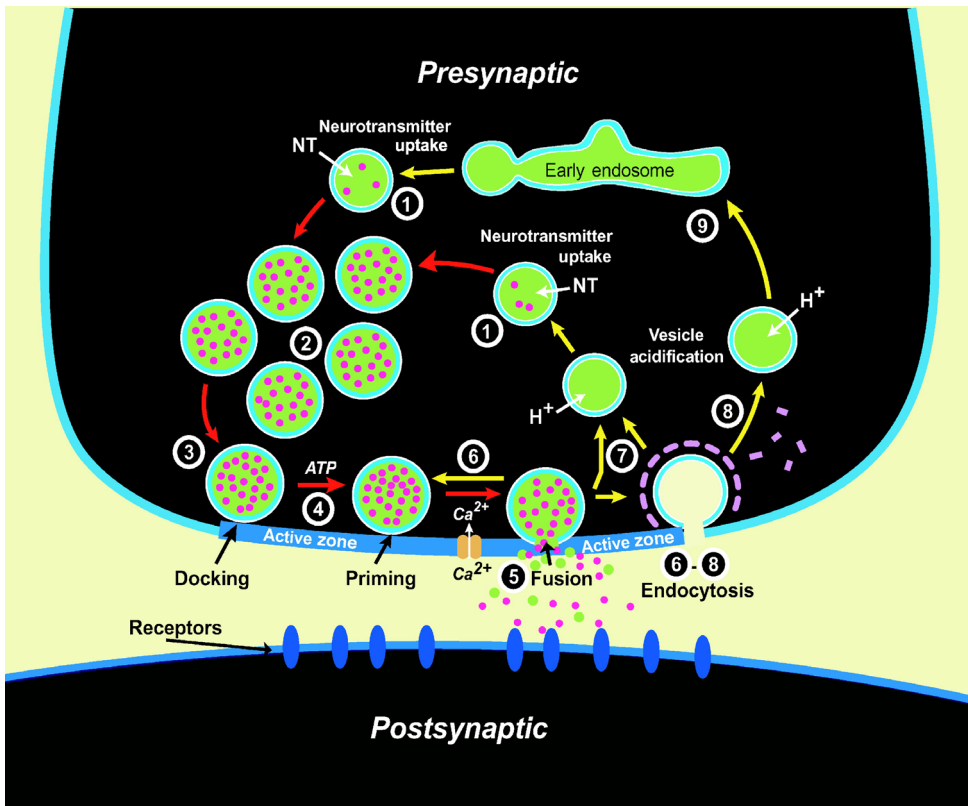 Presynaptic
Neurotransmitter
uptake
NT
1
Early endosome
9
Neurotransmitter
uptake
NT
1
H+
Vesicle
acidification
2
H+
8
3
ATP
4
6
Ca2+
7
Active zone
Active zone
Docking
Priming
Ca2+
5 Fusion
6 - 8
Endocytosis
Receptors
Postsynaptic